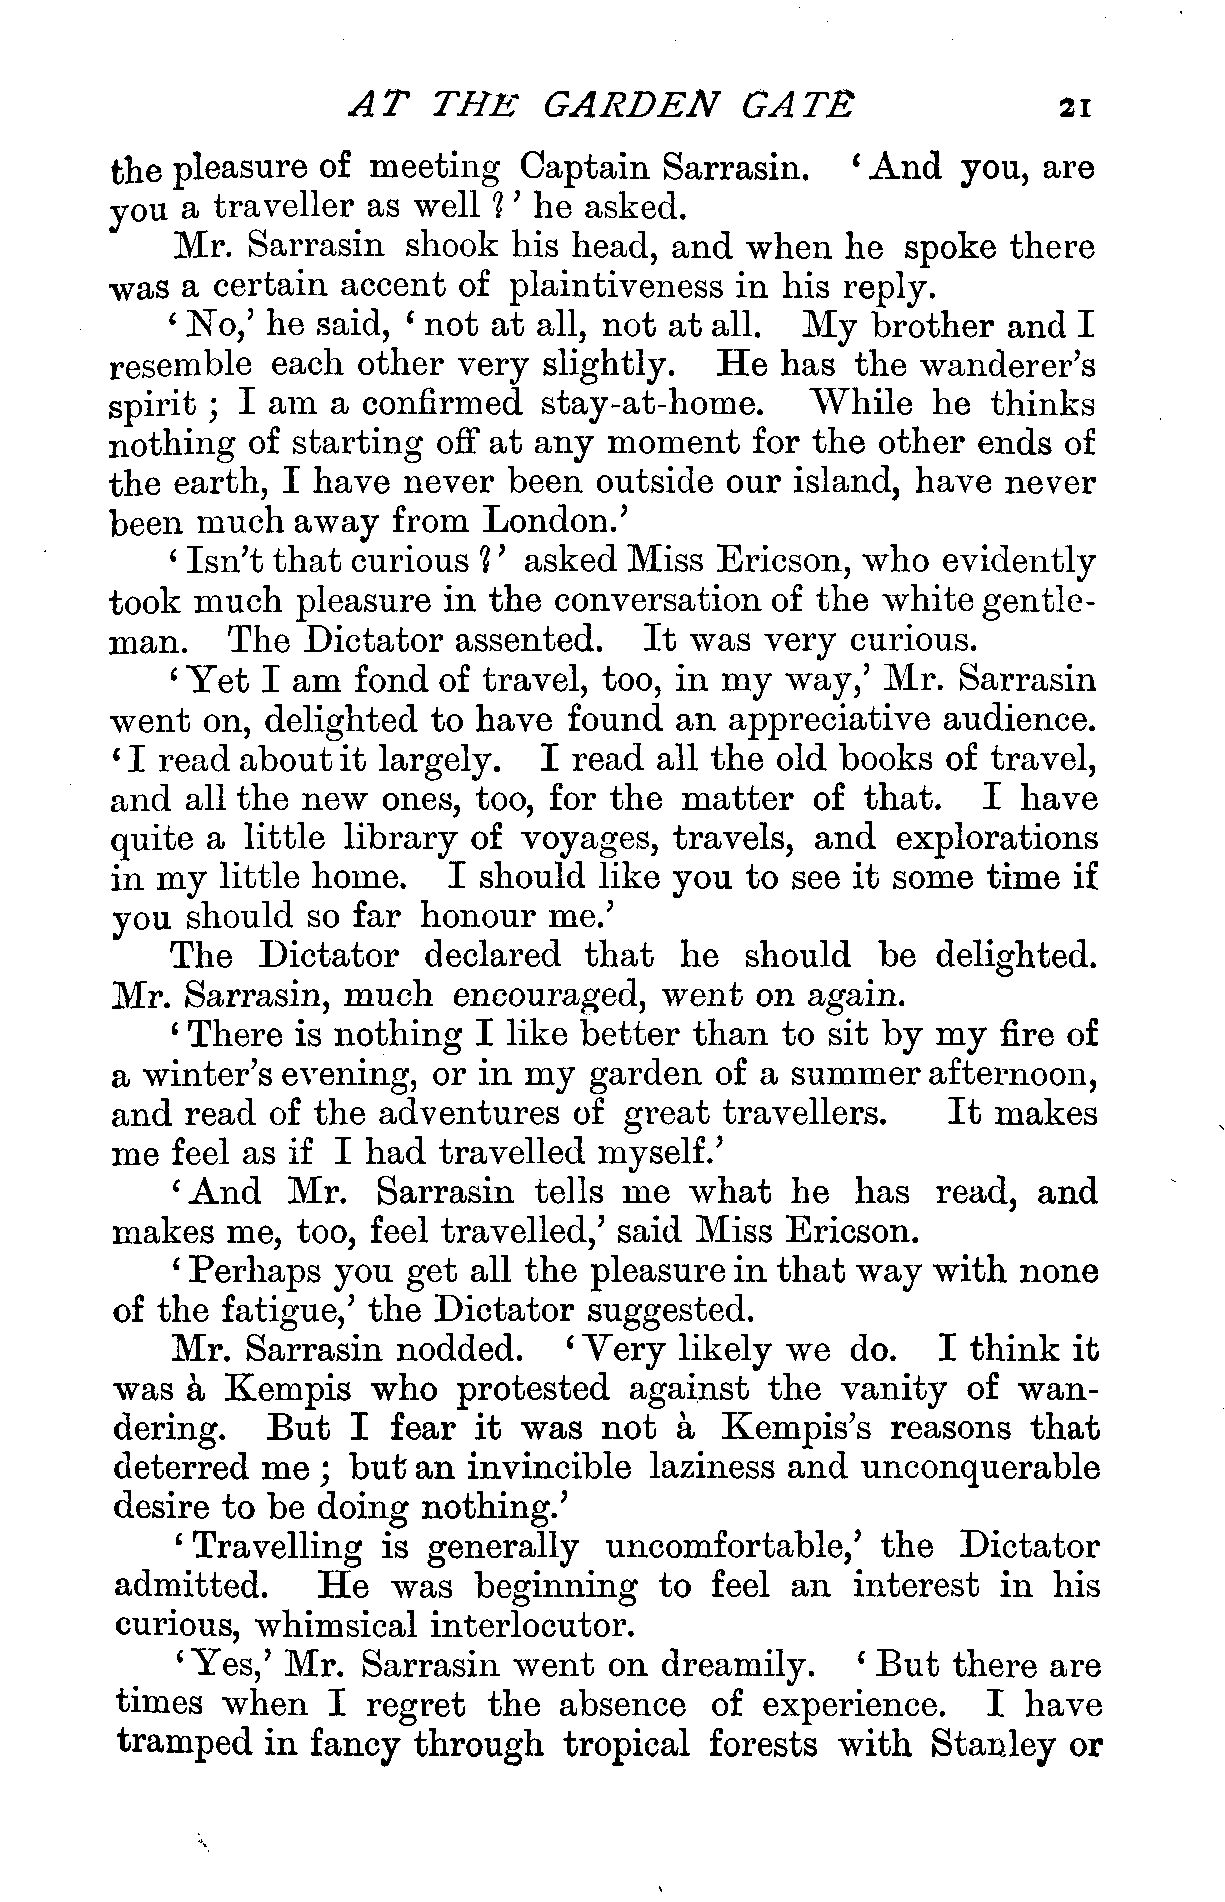 AT THE GARDEN GATE 21
the pleasure of meeting Captain Sarrasin. ‘And you, are
you a traveller as well?’ he asked.
Mr. Sarrasin shook his head, and when he spoke there
was a certain accent of plaintiveness in his reply.
‘No,’ he said, ‘not at all, not at all. My brother and I
resemble each other very slightly. He has the wanderer’s
spirit; I am a confirmed stay-at-home. While he thinks
nothing of starting off at any moment for the other ends of
the earth, I have never been outside our island, have never
been much away from London.’
‘Isn’t that curious?’ asked Miss Ericson, who evidently
took much pleasure in the conversation of the white gentle-
man. The Dictator assented. It was very curious.
‘Yet I am fond of travel, too, in my way,’ Mr. Sarrasin
went on, delighted to have found an appreciative audience.
‘I read about it largely. I read all the old books of travel,
and all the new ones, too, for the matter of that. I have
quite a little library of voyages, travels, and explorations
in my little home. I should like you to see it some time if
you should so far honour me.’
The Dictator declared that he should be delighted.
Mr. Sarrasin, much encouraged, went on again.
‘There is nothing I like better than to sit by my fire of
a winter’s evening, or in my garden of a summer afternoon,
and read of the adventures of great travellers. It makes
me feel as if I had travelled myself.’
‘And Mr. Sarrasin tells me what he has read, and
makes me, too, feel travelled,’ said Miss Ericson.
‘Perhaps you get all the pleasure in that way with none
of the fatigue,’ the Dictator suggested.
Mr. Sarrasin nodded. ‘Very likely we do. I think it
was à Kempis who protested against the vanity of wan-
dering. But I fear it was not à Kempis’s reasons that
deterred me; but an invincible laziness and unconquerable
desire to be doing nothing.’
‘Travelling is generally uncomfortable,’ the Dictator
admitted. He was beginning to feel an interest in his
curious, whimsical interlocutor.
‘Yes,’ Mr. Sarrasin went on dreamily. ‘But there are
times when I regret the absence of experience. I have
tramped in fancy through tropical forests with Stanley or